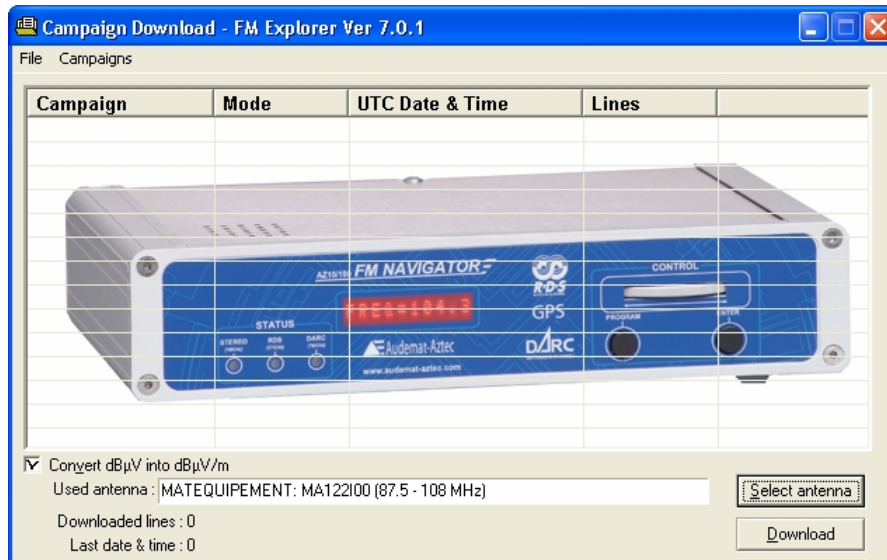 Campaign Download - FM Explorer Ver 7.0.1
File Campaigns
Campaign Mode UTC Date & Time Lines
AZ10/100 FM NAVIGATOR
RDS
CONTROL
FREQ=104.3
GPS
PROGRAM ENTER
STATUS
STEREO RDS DARC
Audemat-Aztec
DARC
www.audemat-aztec.com
Convert dBµV into dBµV/m
Used antenna : MATEQUIPEMENT: MA122I00 (87.5 - 108 MHz)
Select antenna
Downloaded lines : 0
Download
Last date & time : 0